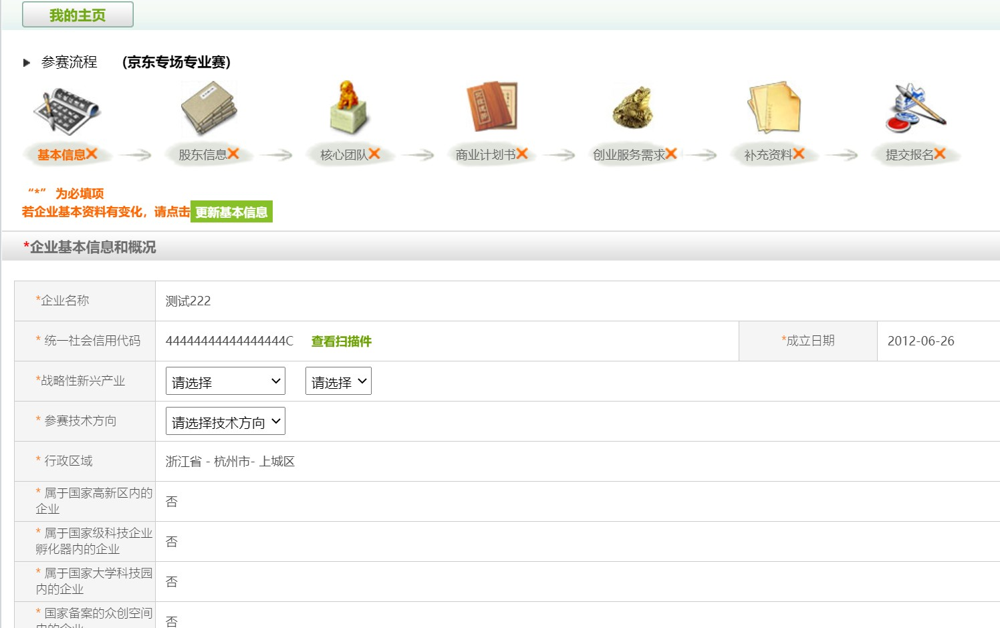 我的主页
参赛流程 (京东专场专业赛)
基本信息 股东信息 核心团队 商业计划书 创业服务需求 补充资料 提交报名
“*” 为必填项
若企业基本资料有变化，请点击 更新基本信息
*企业基本信息和概况
*企业名称 测试222
* 统一社会信用代码 44444444444444444C 查看扫描件 *成立日期 2012-06-26
*战略性新兴产业 请选择 请选择
* 参赛技术方向 请选择技术方向
* 行政区域 浙江省 - 杭州市- 上城区
* 属于国家高新区内的
企业
否
* 属于国家级科技企业
孵化器内的企业
否
* 属于国家大学科技园
内的企业
否
* 国家备案的众创空间
内的企业
否